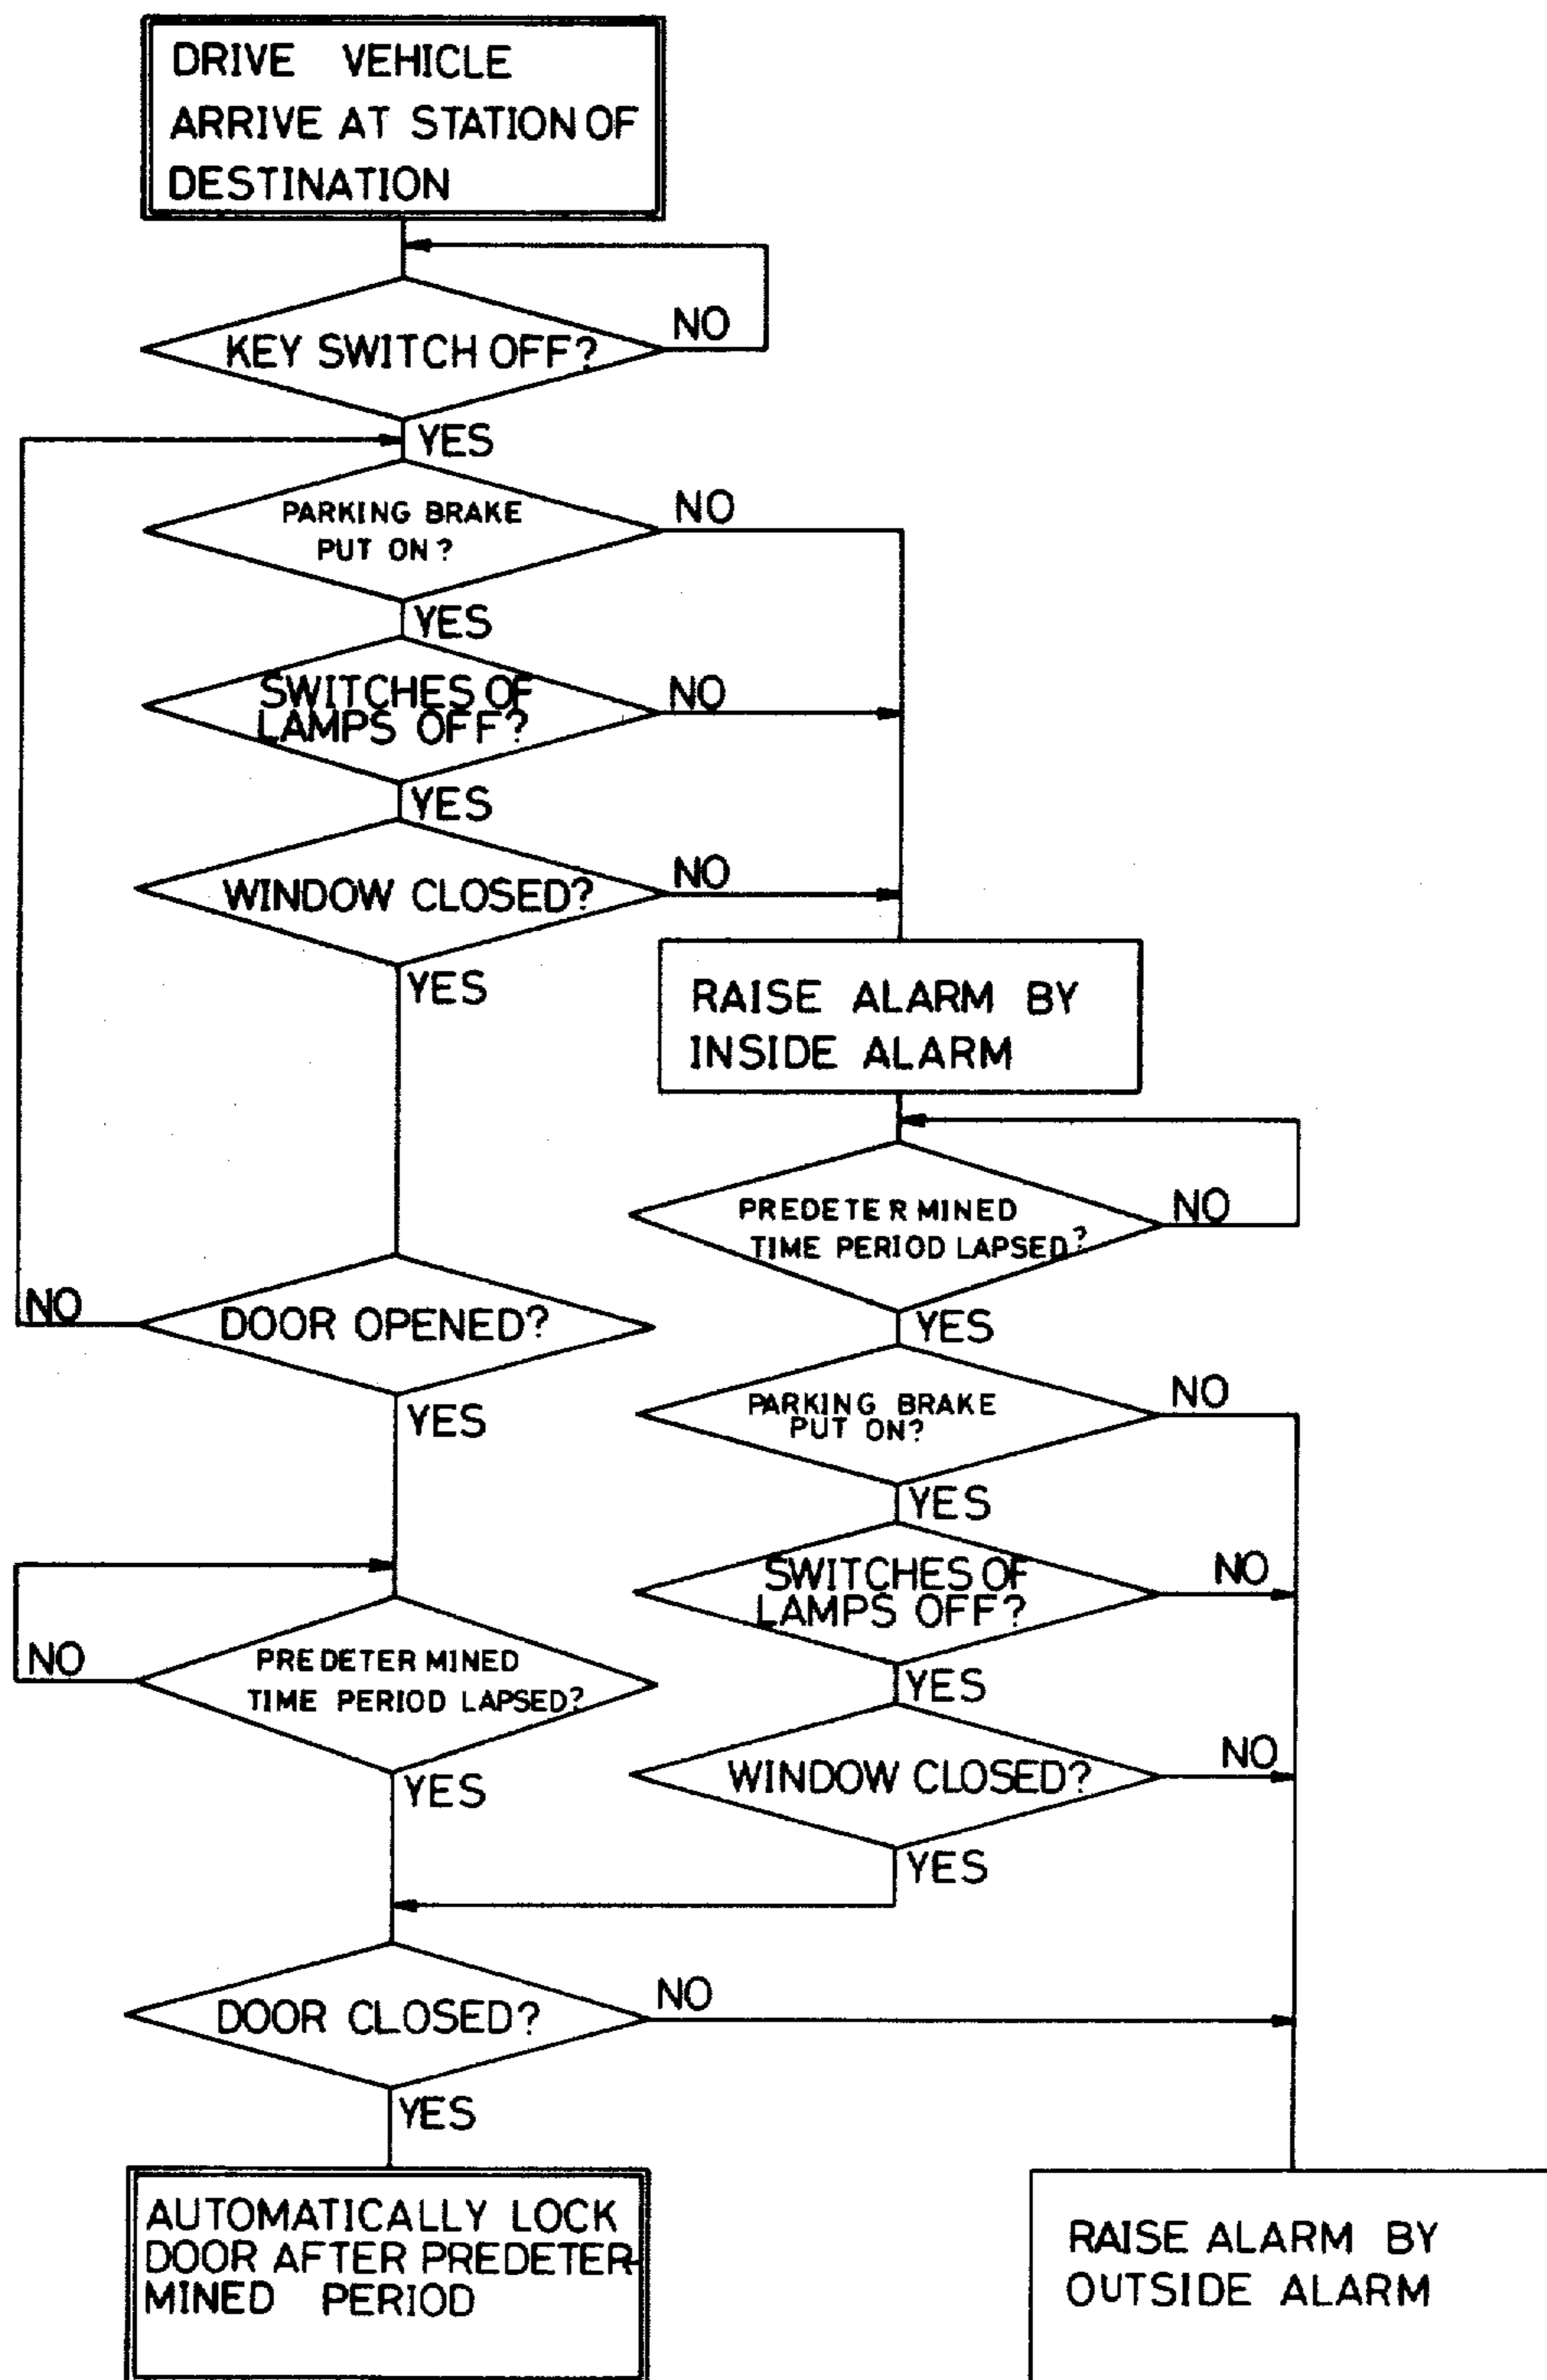 DRIVE VEHICLE
ARRIVE AT STATION OF
DESTINATION
KEY SWITCH OFF?
NO
YES
PARKING BRAKE
PUT ON?
NO
YES
SWITCHES OF
LAMPS OFF?
NO
YES
WINDOW CLOSED?
NO
YES
RAISE ALARM BY
INSIDE ALARM
PREDETERMINED
TIME PERIOD LAPSED?
NO
YES
DOOR OPENED?
NO
YES
PARKING BRAKE
PUT ON?
NO
YES
SWITCHES OF
LAMPS OFF?
NO
YES
PREDETERMINED
TIME PERIOD LAPSED?
NO
YES
WINDOW CLOSED?
NO
YES
DOOR CLOSED?
NO
YES
AUTOMATICALLY LOCK
DOOR AFTER PREDETER-
MINED PERIOD
RAISE ALARM BY
OUTSIDE ALARM